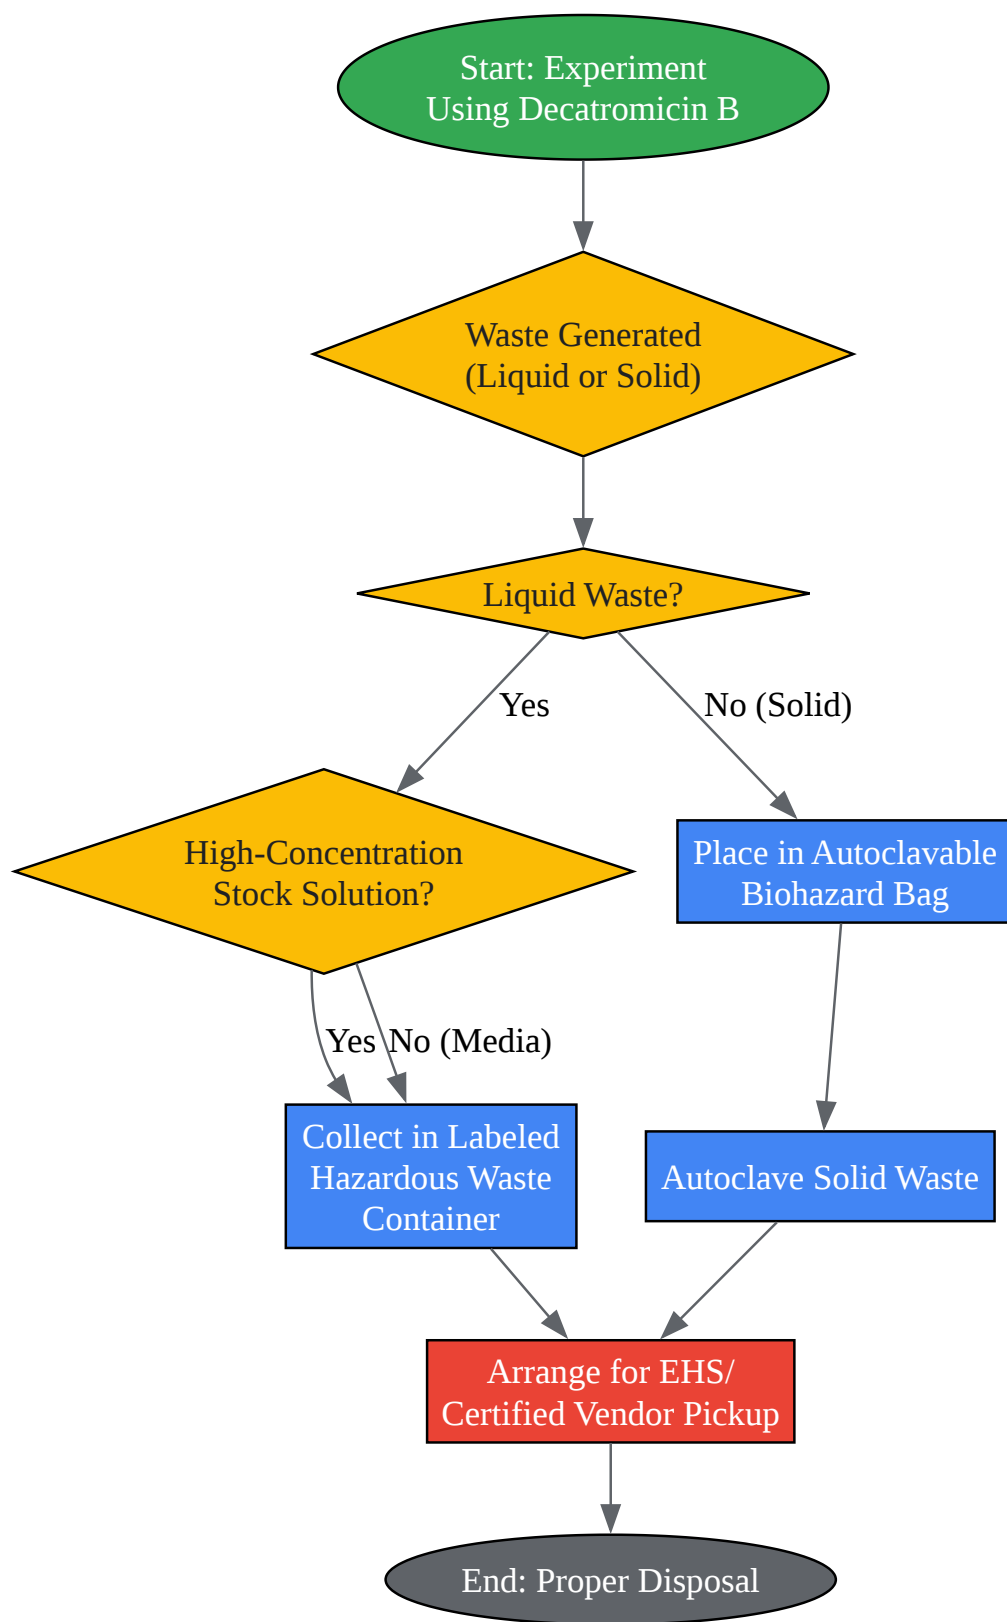 Start: Experiment
Using Decatromicin B
Waste Generated
(Liquid or Solid)
Liquid Waste?
Yes
No (Solid)
High-Concentration
Stock Solution?
Place in Autoclavable
Biohazard Bag
Yes
No (Media)
Collect in Labeled
Hazardous Waste
Container
Autoclave Solid Waste
Arrange for EHS/
Certified Vendor Pickup
End: Proper Disposal